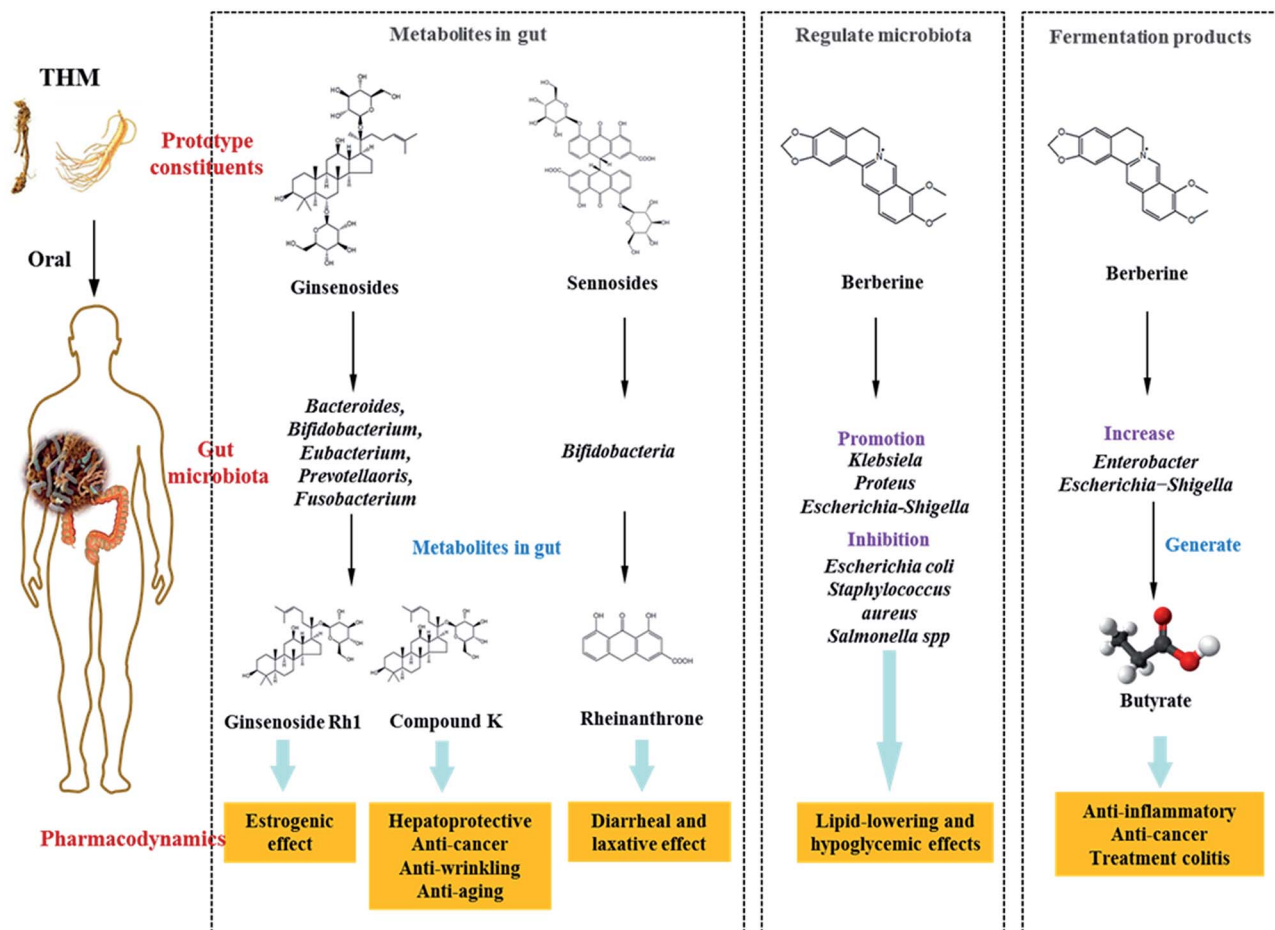 THM
Prototype
constituents
Oral
Gut
microbiota
Pharmacodynamics
Metabolites in gut
Ginsenosides
Sennosides
Bacteroides,
Bifidobacterium,
Eubacterium,
Prevotellaoris,
Fusobacterium
Bifidobacteria
Metabolites in gut
Ginsenoside Rh1
Compound K
Rheinanthrone
Estrogenic
effect
Hepatoprotective
Anti-cancer
Anti-wrinkling
Anti-aging
Diarrheal and
laxative effect
Regulate microbiota
Berberine
Promotion
Klebsiela
Proteus
Escherichia-Shigella
Inhibition
Escherichia coli
Staphylococcus
aureus
Salmonella spp
Lipid-lowering and
hypoglycemic effects
Fermentation products
Berberine
Increase
Enterobacter
Escherichia−Shigella
Generate
Butyrate
Anti-inflammatory
Anti-cancer
Treatment colitis